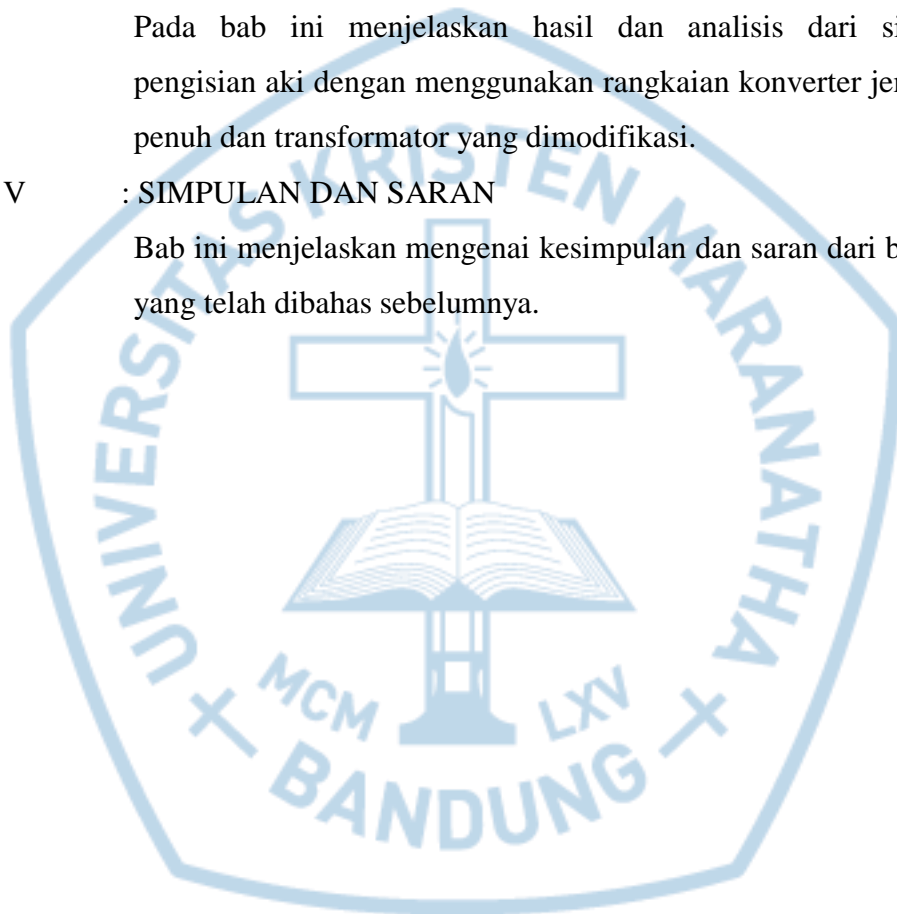 Pada bab ini menjelaskan hasil dan analisis dari si
pengisian aki dengan menggunakan rangkaian konverter jer
penuh dan transformator yang dimodifikasi.
V : SIMPULAN DAN SARAN
Bab ini menjelaskan mengenai kesimpulan dan saran dari b
yang telah dibahas sebelumnya.
UNIVERSITAS KRISTEN MARANATHA
MCM LXV
BANDUNG